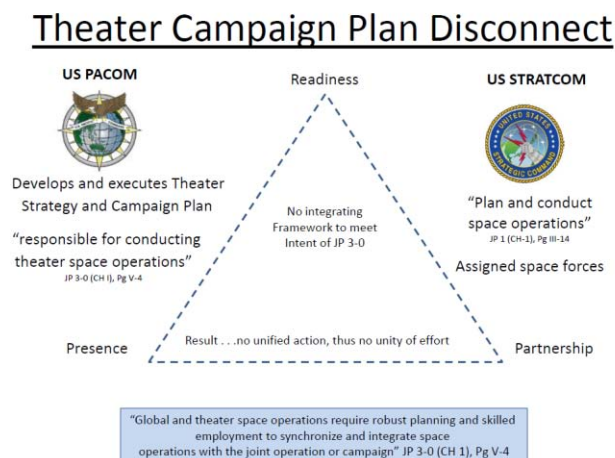 Theater Campaign Plan Disconnect
US PACOM
Readiness
US STRATCOM
UNITED STATES
STRATEGIC COMMAND
Develops and executes Theater
Strategy and Campaign Plan
"responsible for conducting
theater space operations"
JP 3-0 (CH I), Pg V-4
No integrating
Framework to meet
Intent of JP 3-0
"Plan and conduct
space operations"
JP 1 (CH-1), Pg III-14
Assigned space forces
Presence
Result . . .no unified action, thus no unity of effort
Partnership
"Global and theater space operations require robust planning and skilled
employment to synchronize and integrate space
operations with the joint operation or campaign" JP 3-0 (CH 1), Pg V-4